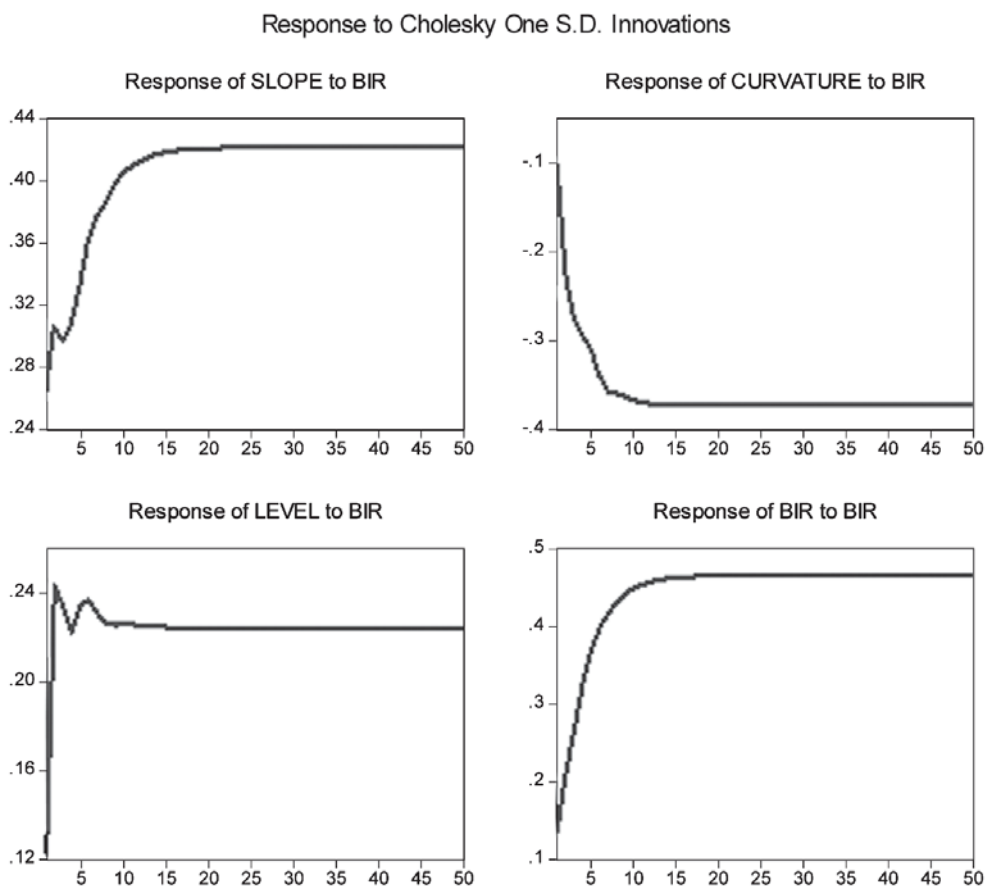 Response to Cholesky One S.D. Innovations
Response of SLOPE to BIR
.44
.40
.36
.32
.28
.24
5 10 15 20 25 30 35 40 45 50
Response of CURVATURE to BIR
-.1
-.2
-.3
-.4
5 10 15 20 25 30 35 40 45 50
Response of LEVEL to BIR
.24
.20
.16
.12
5 10 15 20 25 30 35 40 45 50
Response of BIR to BIR
.5
.4
.3
.2
.1
5 10 15 20 25 30 35 40 45 50